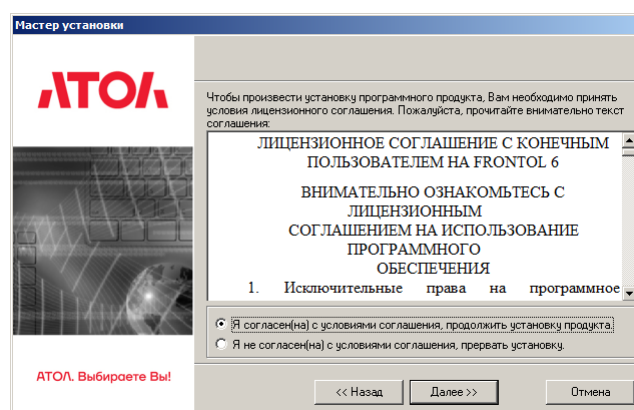 Мастер установки
АТОЛ
Чтобы произвести установку программного продукта, Вам необходимо принять
условия лицензионного соглашения. Пожалуйста, прочитайте внимательно текст
соглашения:
ЛИЦЕНЗИОННОЕ СОГЛАШЕНИЕ С КОНЕЧНЫМ
ПОЛЬЗОВАТЕЛЕМ НА FRONTOL 6
ВНИМАТЕЛЬНО ОЗНАКОМЬТЕСЬ С
ЛИЦЕНЗИОННЫМ
СОГЛАШЕНИЕМ НА ИСПОЛЬЗОВАНИЕ
ПРОГРАММНОГО
ОБЕСПЕЧЕНИЯ
1. Исключительные права на программное
Я согласен(на) с условиями соглашения, продолжить установку продукта.
Я не согласен(на) с условиями соглашения, прервать установку.
АТОЛ. Выбираете Вы!
<< Назад Далее >> Отмена